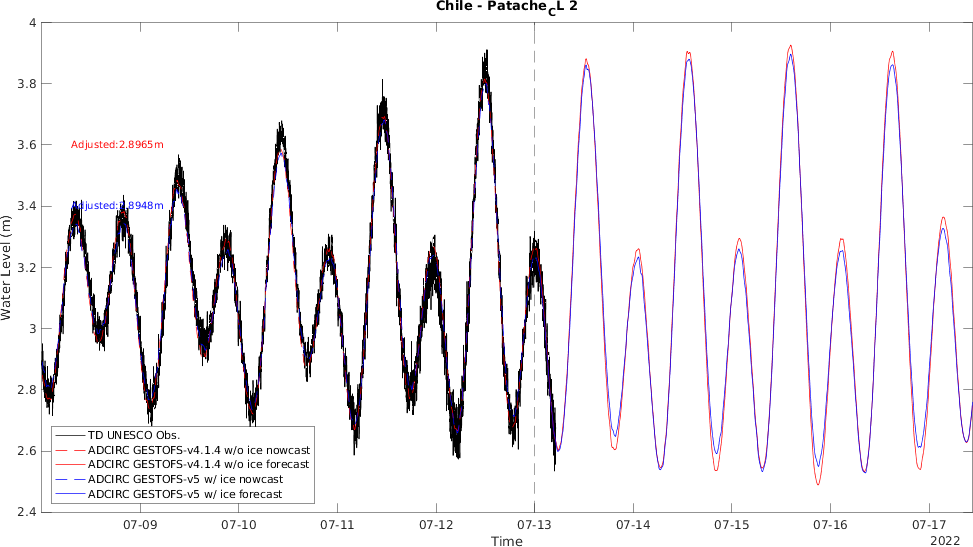 Chile - PatacheCL 2
4
3.8
3.6
3.4
3.2
3
2.8
2.6
2.4
Water Level (m)
Adjusted:2.8965m
Adjusted:2.8948m
TD UNESCO Obs.
ADCIRC GESTOFS-v4.1.4 w/o ice nowcast
ADCIRC GESTOFS-v4.1.4 w/o ice forecast
ADCIRC GESTOFS-v5 w/ ice nowcast
ADCIRC GESTOFS-v5 w/ ice forecast
07-09 07-10 07-11 07-12 07-13 07-14 07-15 07-16 07-17
Time
2022